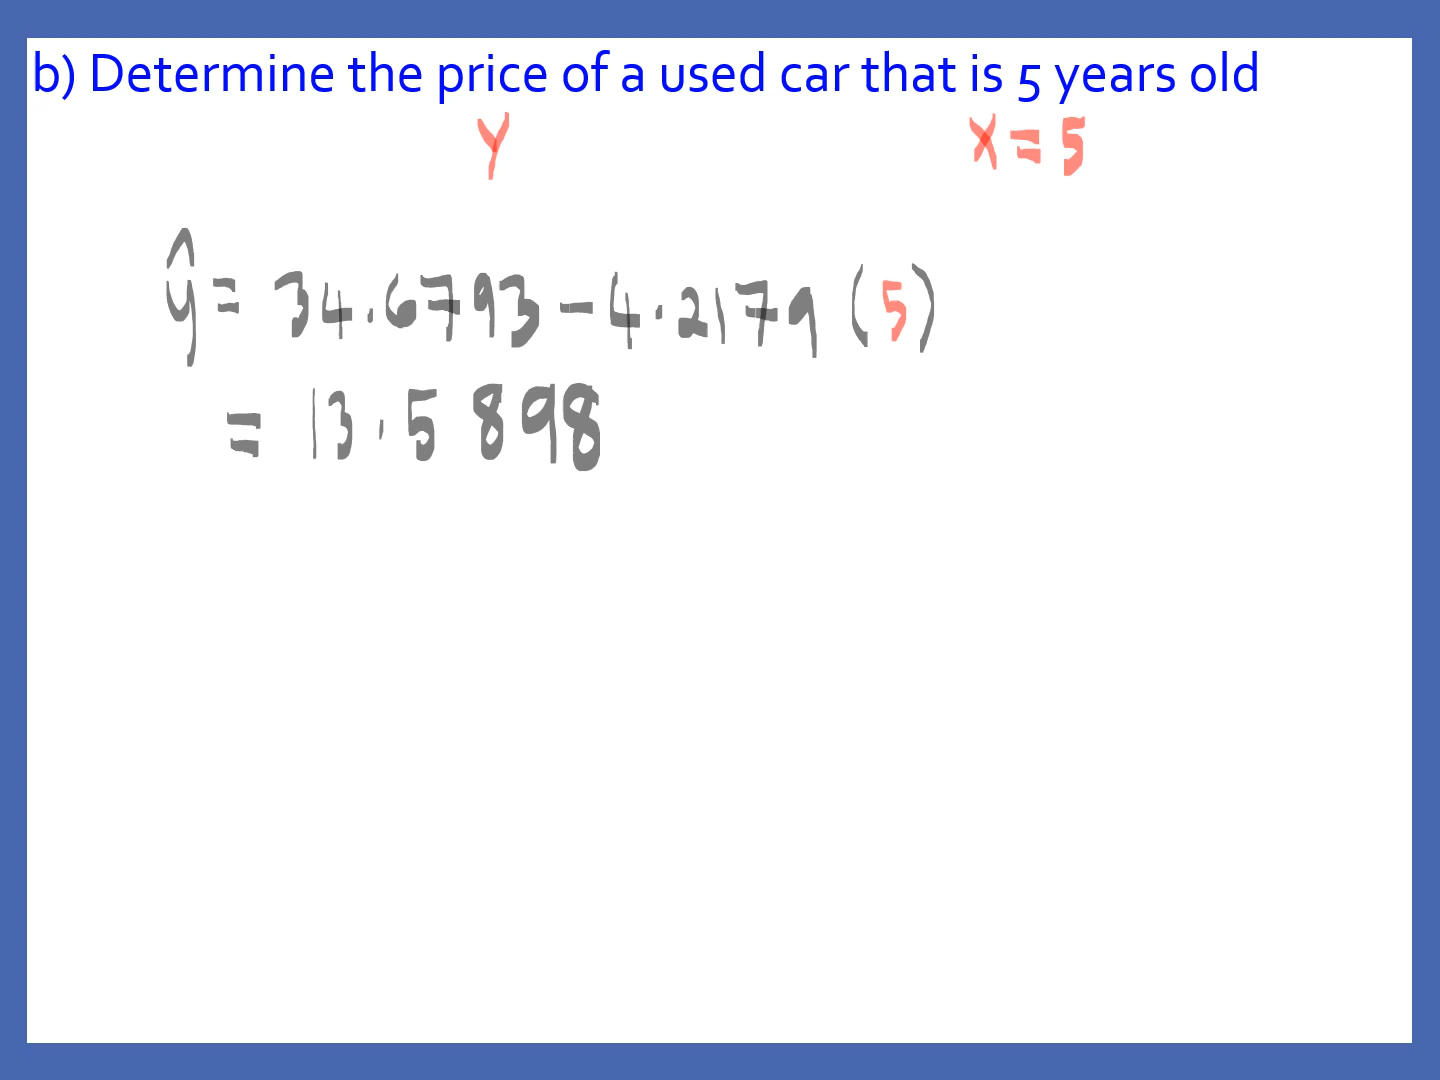 b) Determine the price of a used car that is 5 years old
Y X = 5
ŷ = 34.6793 - 4.2179 (5)
= 13.5898